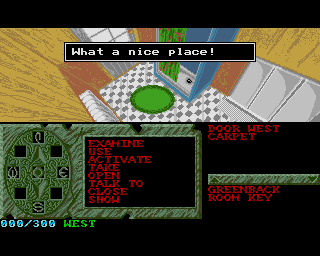 What a nice place!
DOOR WEST
CARPET
N
W E
S
EXAMINE
USE
ACTIVATE
TAKE
OPEN
TALK TO
CLOSE
SHOW
GREENBACK
ROOM KEY
000/300 WEST